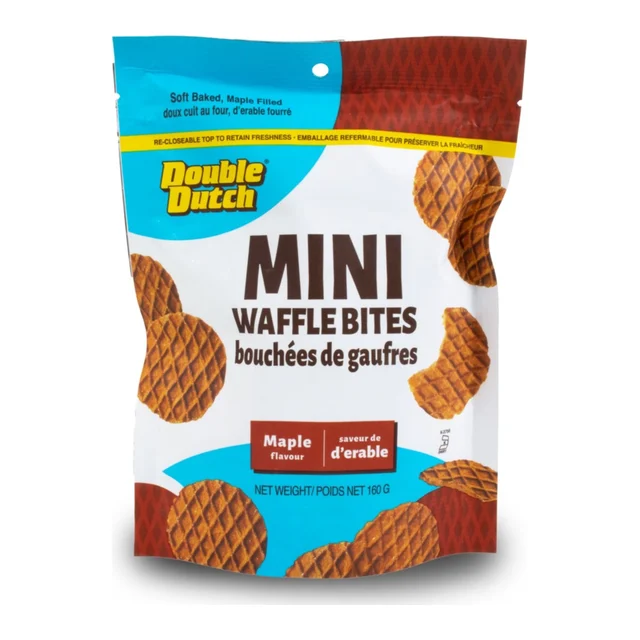 Soft Baked, Maple Filled
doux cuit au four, d'erable fourré
RE-CLOSEABLE TOP TO RETAIN FRESHNESS - EMBALLAGE REFERMABLE POUR PRÉSERVER LA FRAÎCHEUR
Double
Dutch®
MINI
WAFFLE BITES
bouchées de gaufres
Maple
flavour
saveur de
d'erable
NET WEIGHT/ POIDS NET 160 G